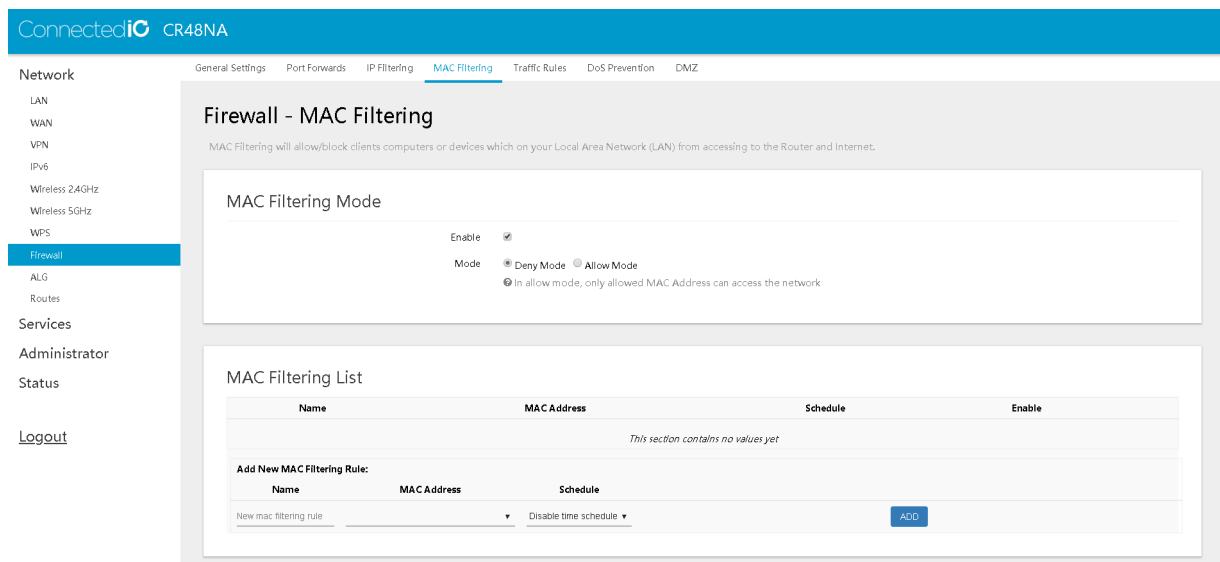 ConnectediO CR48NA
Network
LAN
WAN
VPN
IPv6
Wireless 2.4GHz
Wireless 5GHz
WPS
Firewall
ALG
Routes
Services
Administrator
Status
Logout
General Settings Port Forwards IP Filtering MAC Filtering Traffic Rules DoS Prevention DMZ
Firewall - MAC Filtering
MAC Filtering will allow/block clients computers or devices which on your Local Area Network (LAN) from accessing to the Router and Internet.
MAC Filtering Mode
Enable
Mode Deny Mode Allow Mode
In allow mode, only allowed MAC Address can access the network
MAC Filtering List
Name MAC Address Schedule Enable
This section contains no values yet
Add New MAC Filtering Rule:
Name MAC Address Schedule
New mac filtering rule Disable time schedule ADD